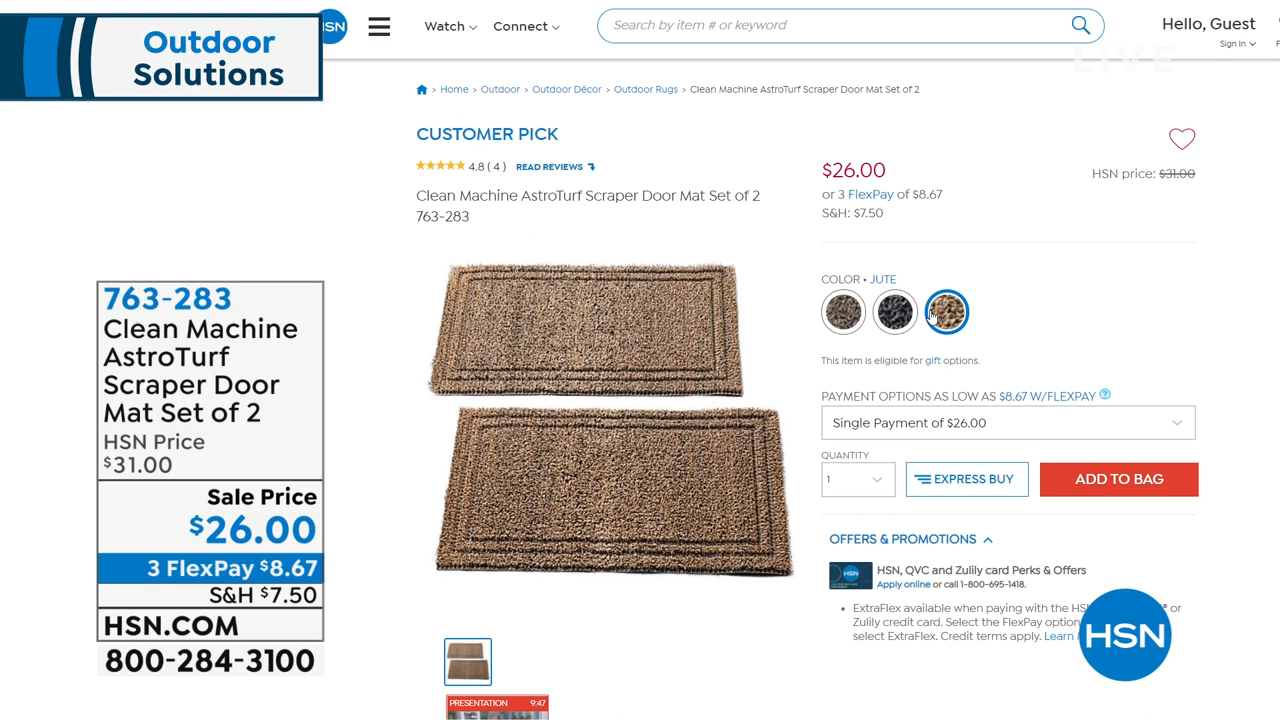 Outdoor
Solutions
HSN
Watch
Connect
Search by item # or keyword
Hello, Guest
Sign In
LIVE
> Home > Outdoor > Outdoor Décor > Outdoor Rugs > Clean Machine AstroTurf Scraper Door Mat Set of 2
CUSTOMER PICK
4.8 ( 4 ) READ REVIEWS
Clean Machine AstroTurf Scraper Door Mat Set of 2
763-283
$26.00
HSN price: $31.00
or 3 FlexPay of $8.67
S&H: $7.50
COLOR • JUTE
This item is eligible for gift options.
PAYMENT OPTIONS AS LOW AS $8.67 W/FLEXPAY ?
Single Payment of $26.00
QUANTITY
1
EXPRESS BUY
ADD TO BAG
OFFERS & PROMOTIONS
HSN
HSN, QVC and Zulily card Perks & Offers
Apply online or call 1-800-695-1418.
• ExtraFlex available when paying with the HS or
Zulily credit card. Select the FlexPay option
select ExtraFlex. Credit terms apply. Learn
HSN
PRESENTATION 9:47
763-283
Clean Machine
AstroTurf
Scraper Door
Mat Set of 2
HSN Price
$31.00
Sale Price
$26.00
3 FlexPay $8.67
S&H $7.50
HSN.COM
800-284-3100